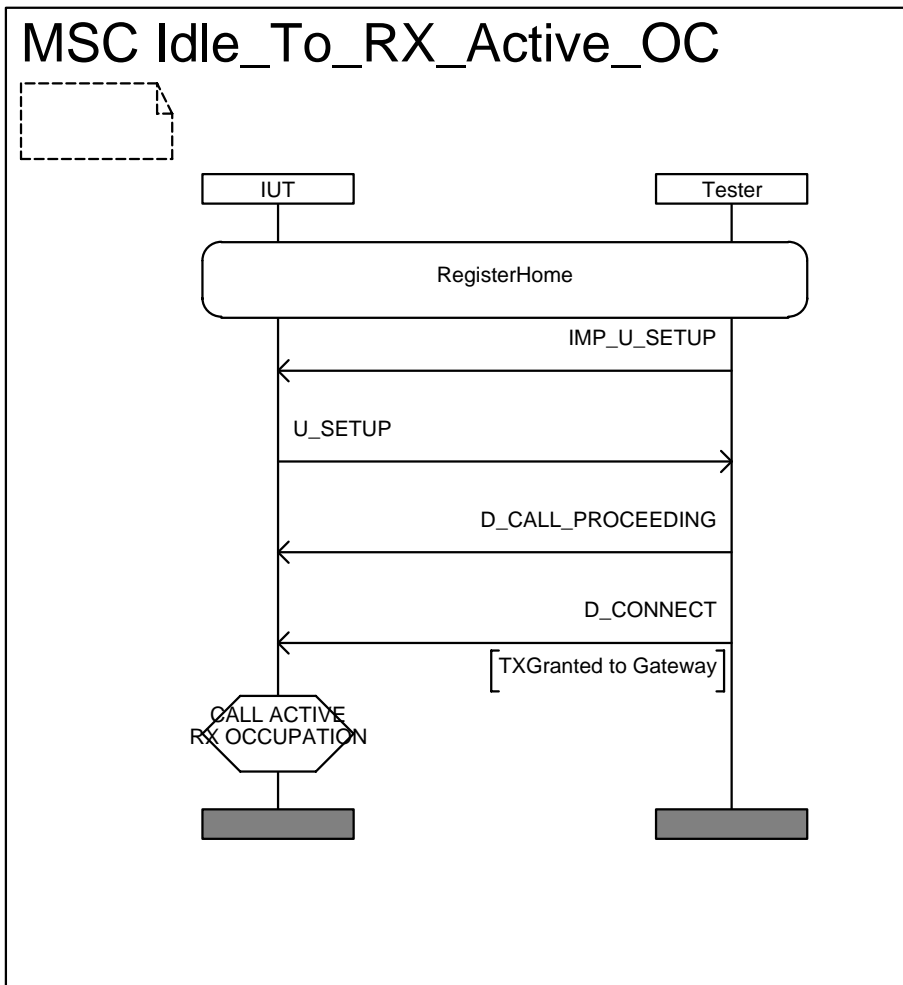 MSC Idle_To_RX_Active_OC
IUT
Tester
RegisterHome
IMP_U_SETUP
U_SETUP
D_CALL_PROCEEDING
D_CONNECT
TXGranted to Gateway
CALL ACTIVE
RX OCCUPATION